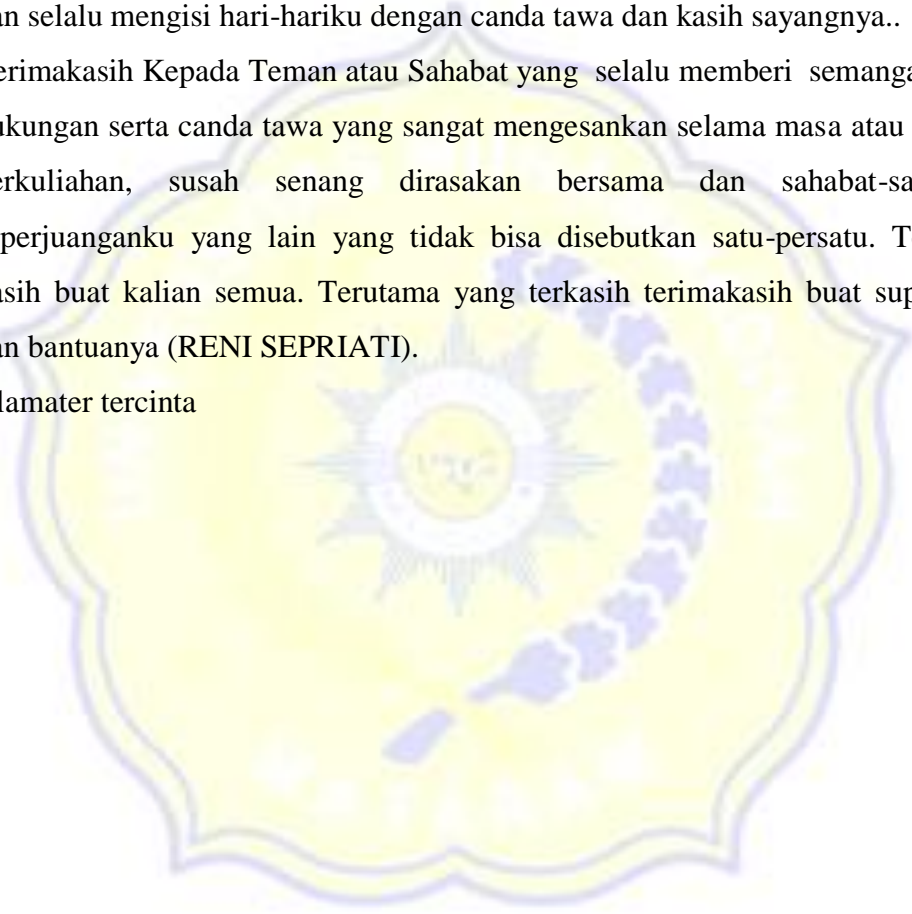 an selalu mengisi hari-hariku dengan canda tawa dan kasih sayangnya..
erimakasih Kepada Teman atau Sahabat yang selalu memberi semanga
ukungan serta canda tawa yang sangat mengesankan selama masa atau
erkuliahan, susah senang dirasakan bersama dan sahabat-sa
perjuanganku yang lain yang tidak bisa disebutkan satu-persatu. T
asih buat kalian semua. Terutama yang terkasih terimakasih buat sup
an bantuanya (RENI SEPRIATI).
lamater tercinta